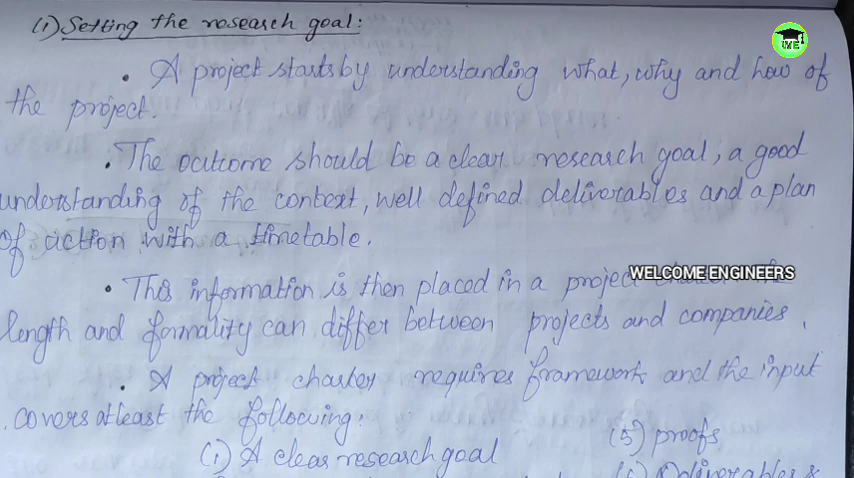 (1) Setting the research goal:
IME
• A project starts by understanding what, why and how of
the project.
• The outcome should be a clear research goal, a good
understanding of the context, well defined deliverables and a plan
of action with a timetable.
• This information is then placed in a project
WELCOME ENGINEERS
length and formality can differ between projects and companies.
• A project charter requires framework and the input
covers atleast the following:
(1) A clear research goal
(5) proofs